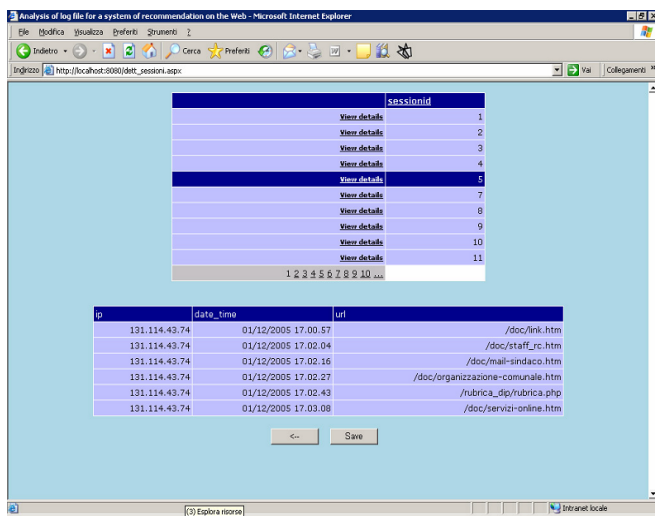 Analysis of log file for a system of recommendation on the Web - Microsoft Internet Explorer
File Modifica Visualizza Preferiti Strumenti ?
Indietro Cerca Preferiti
Indirizzo http://localhost:8080/dett_sessioni.aspx Vai Collegamenti »
sessionid
View details 1
View details 2
View details 3
View details 4
View details 5
View details 7
View details 8
View details 9
View details 10
View details 11
1 2 3 4 5 6 7 8 9 10 ...
ip date_time url
131.114.43.74 01/12/2005 17.00.57 /doc/link.htm
131.114.43.74 01/12/2005 17.02.04 /doc/staff_rc.htm
131.114.43.74 01/12/2005 17.02.16 /doc/mail-sindaco.htm
131.114.43.74 01/12/2005 17.02.27 /doc/organizzazione-comunale.htm
131.114.43.74 01/12/2005 17.02.43 /rubrica_dip/rubrica.php
131.114.43.74 01/12/2005 17.03.08 /doc/servizi-online.htm
<-- Save
(3) Esplora risorse Intranet locale